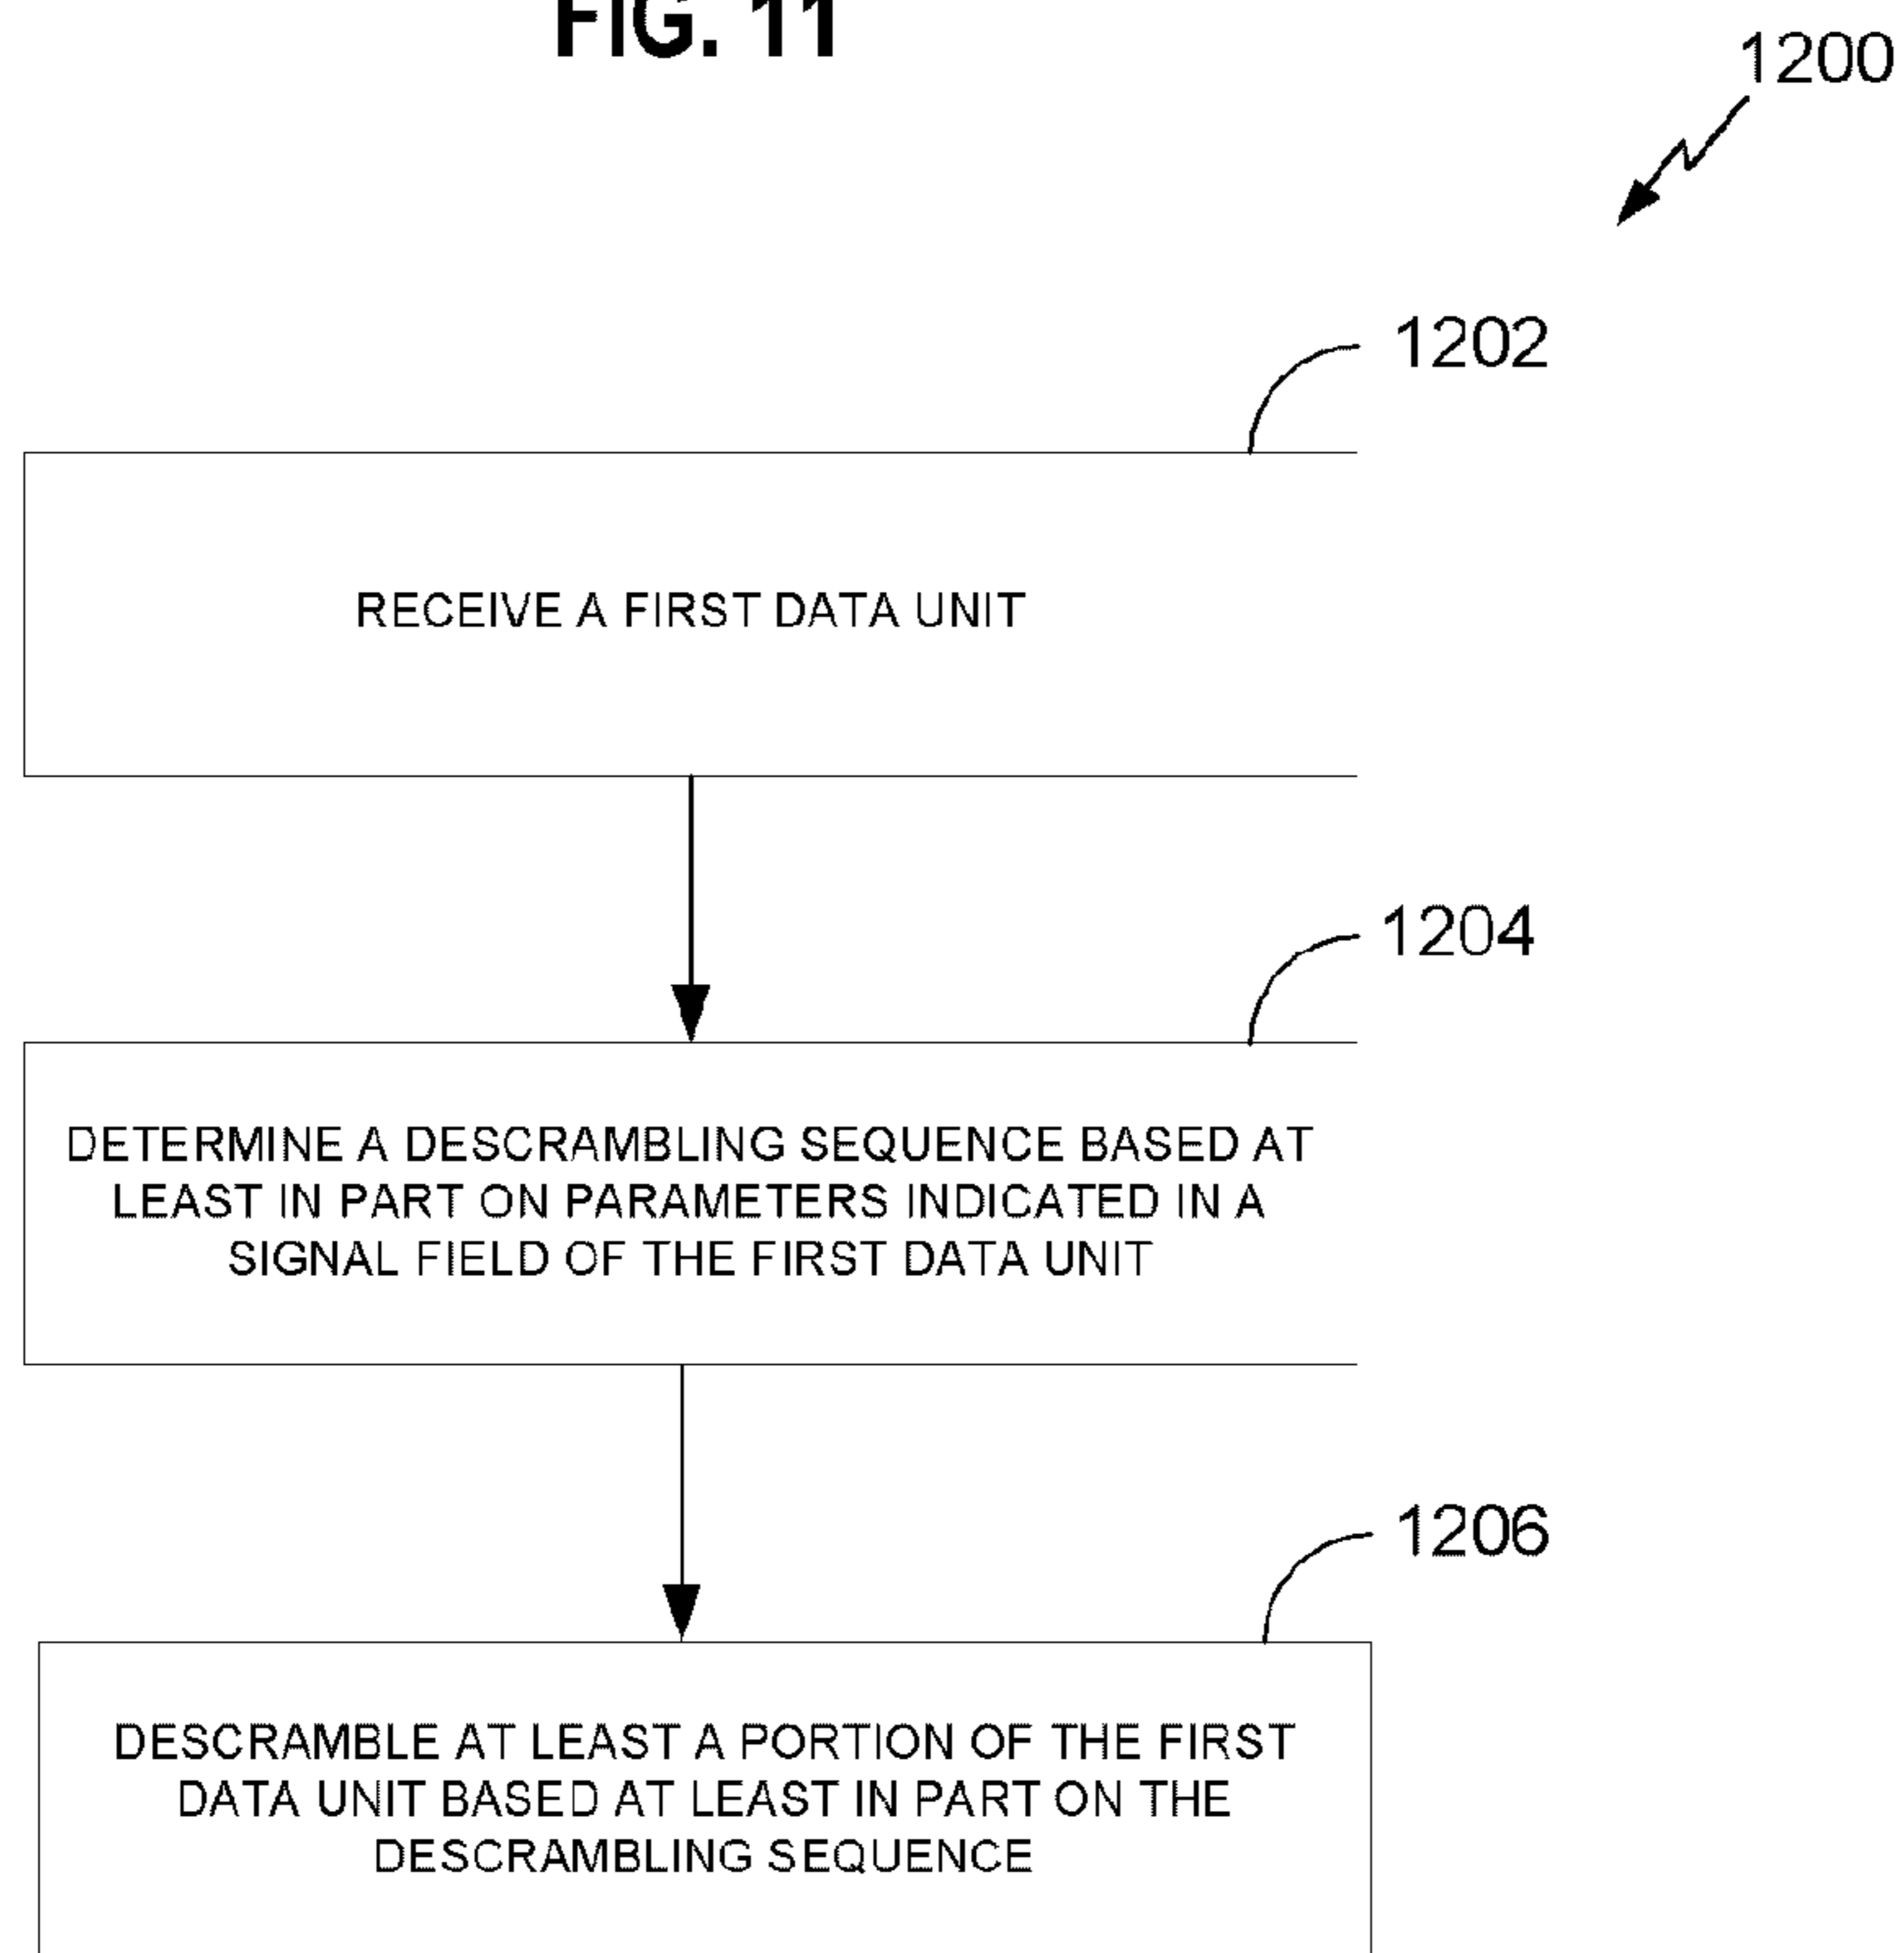 FIG. 11
1200
1202
RECEIVE A FIRST DATA UNIT
1204
DETERMINE A DESCRAMBLING SEQUENCE BASED AT
LEAST IN PART ON PARAMETERS INDICATED IN A
SIGNAL FIELD OF THE FIRST DATA UNIT
1206
DESCRAMBLE AT LEAST A PORTION OF THE FIRST
DATA UNIT BASED AT LEAST IN PART ON THE
DESCRAMBLING SEQUENCE